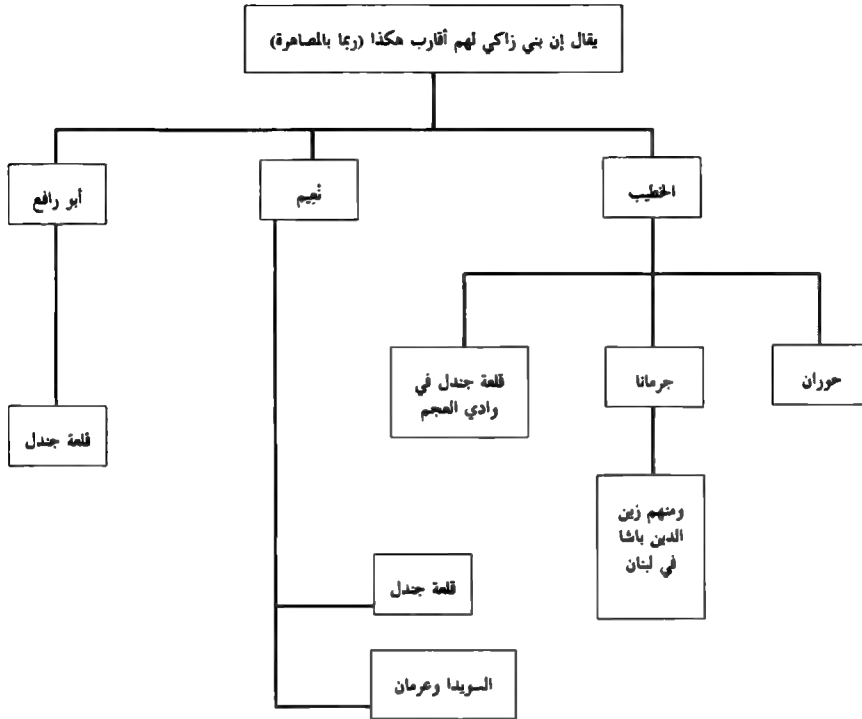 يقال إن بني زاكي لهم أقارب هكذا (ربما بالمصاهرة)
الخطيب
نُعِيم
أبو رافع
حوران
جرمانا
قلعة جندل في
وادي العجم
قلعة جندل
ومنهم زين
الدين باشا
في لبنان
قلعة جندل
السويدا وعرمان